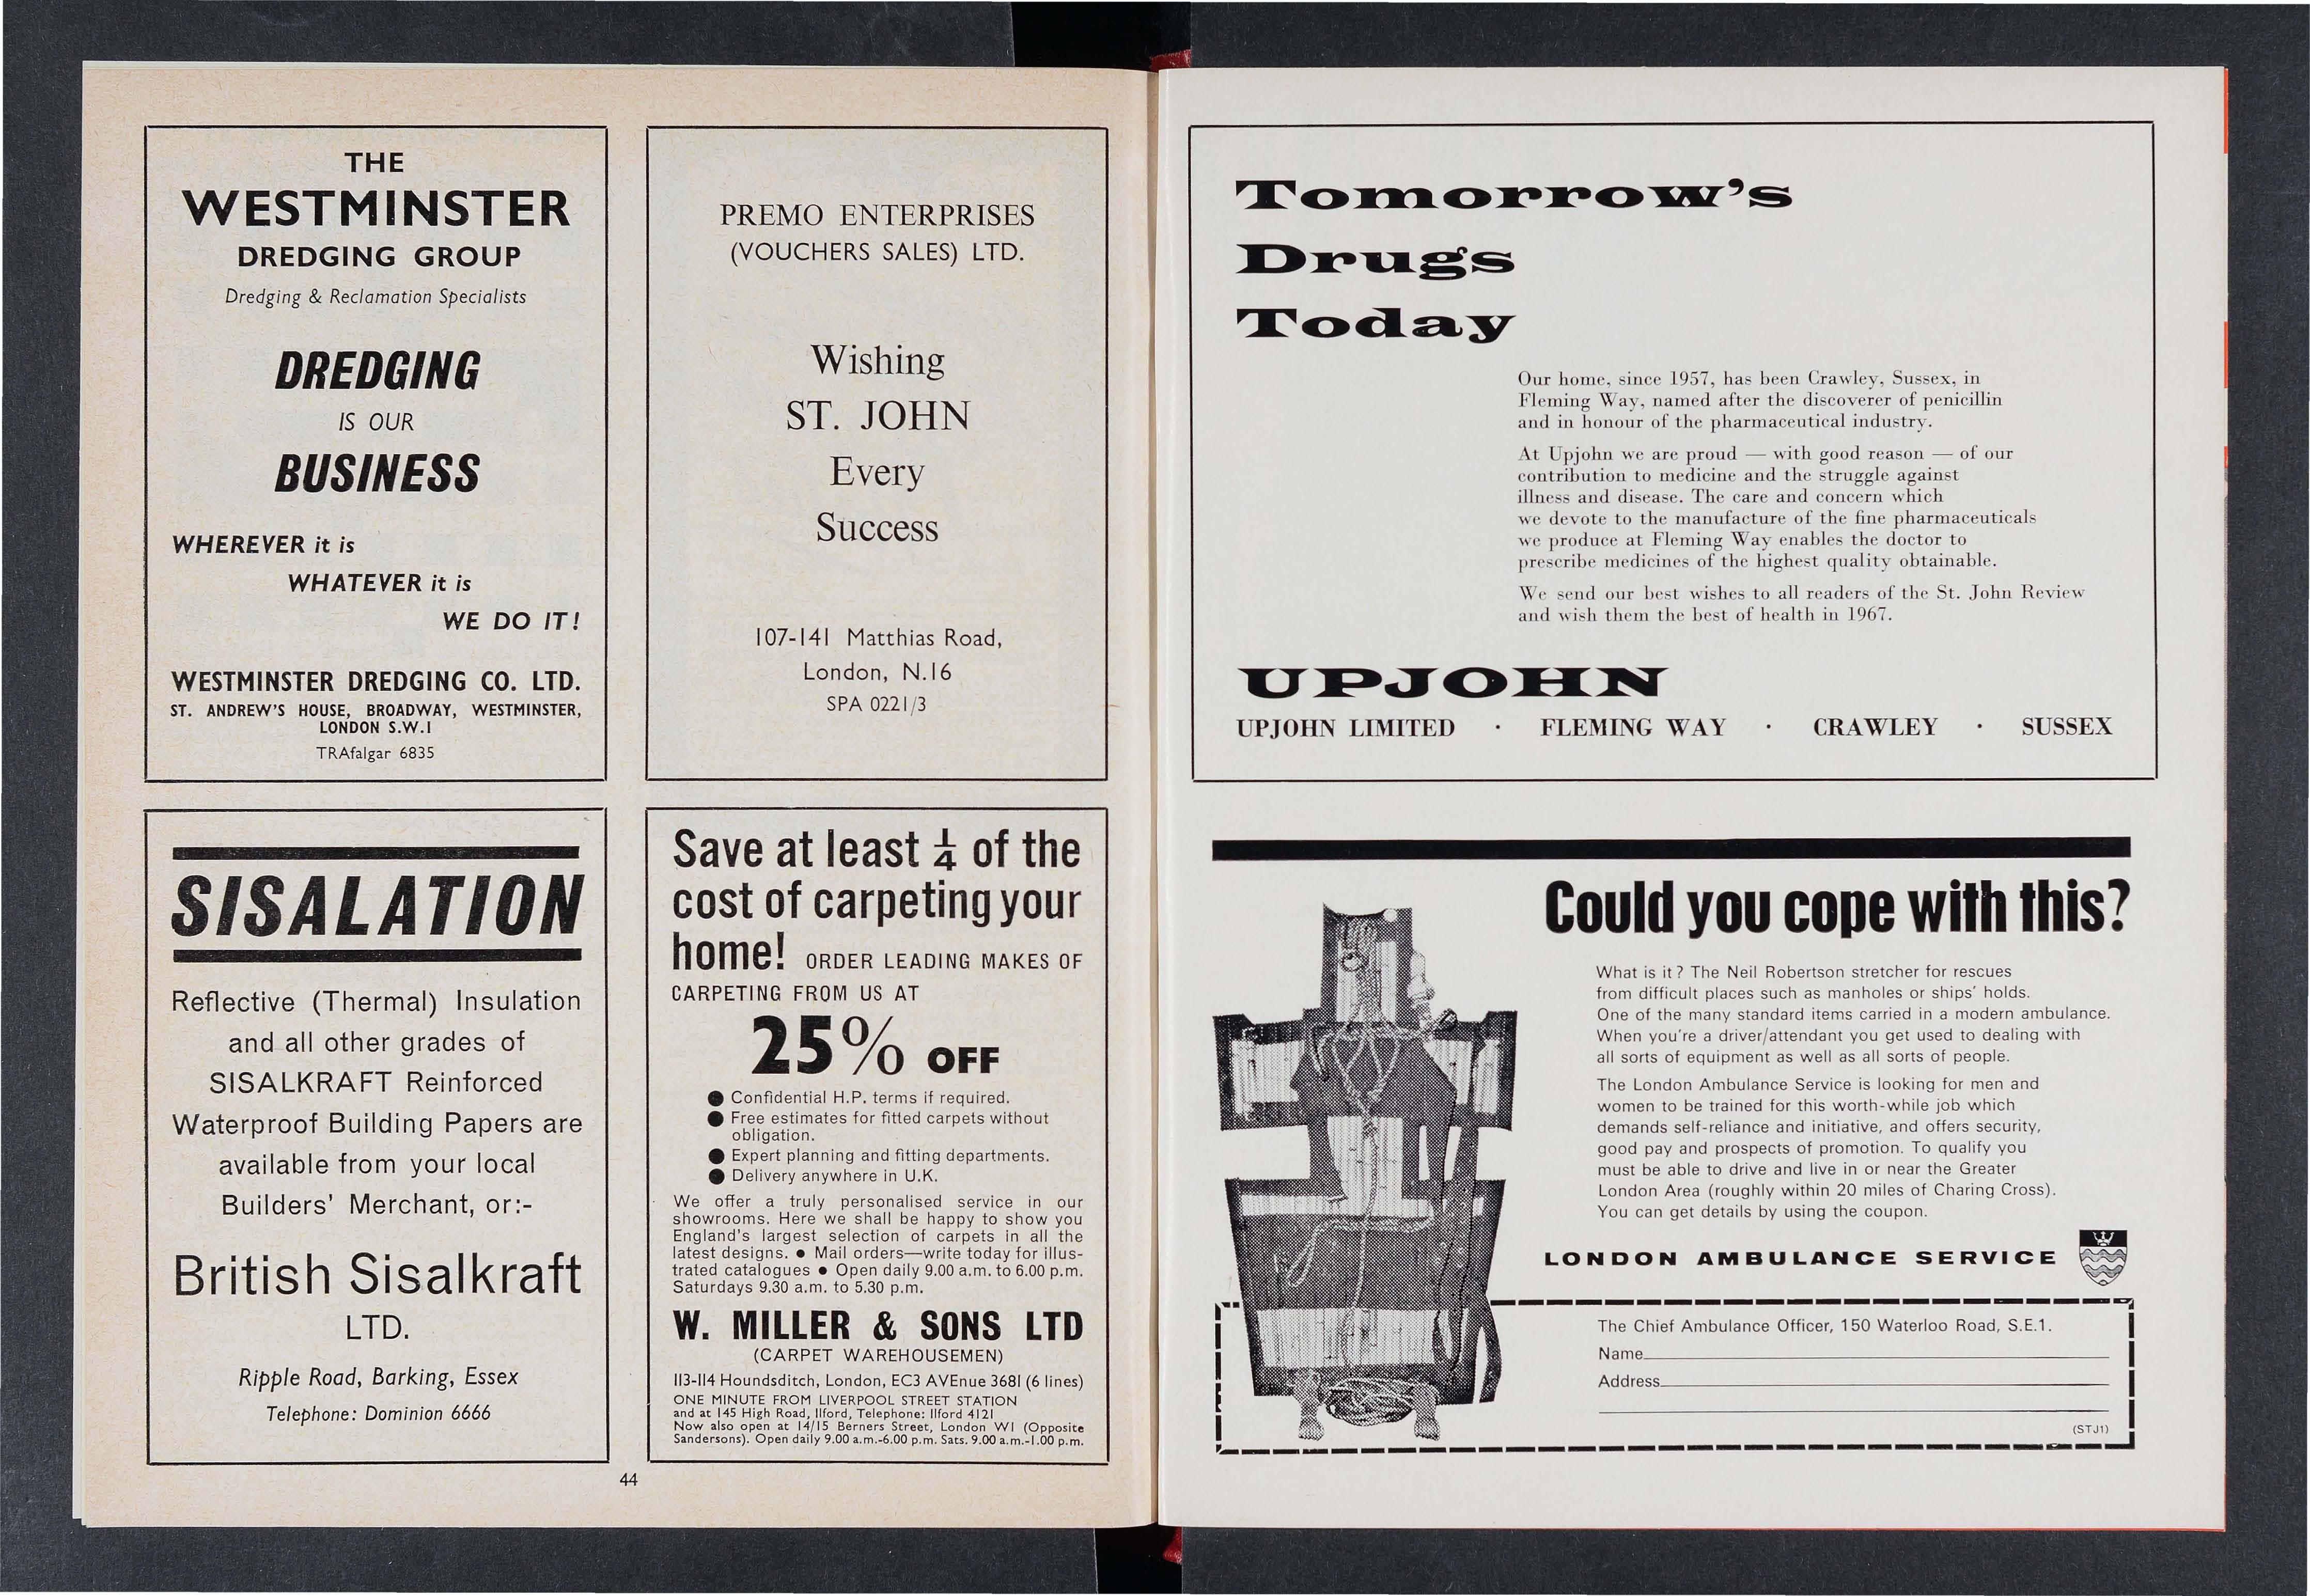 THE
WESTMINSTER
DREDGING GROUP
Dredging & Reclamation Specialists
DREDGING
IS OUR
BUSINESS
WHEREVER it is
WHATEVER it is
WE DO IT!
WESTMINSTER DREDGING CO. LTD.
ST. ANDREW'S HOUSE, BROADWAY, WESTMINSTER,
LONDON S.W.1
TRAfalgar 6835
PREMO ENTERPRISES
(VOUCHERS SALES) LTD.
Wishing
ST. JOHN
Every
Success
107-141 Matthias Road,
London, N.16
SPA 0221/3
SISALATION
Reflective (Thermal) Insulation
and all other grades of
SISALKRAFT Reinforced
Waterproof Building Papers are
available from your local
Builders' Merchant, or:-
British Sisalkraft
LTD.
Ripple Road, Barking, Essex
Telephone: Dominion 6666
Save at least ¼ of the
cost of carpeting your
home! ORDER LEADING MAKES OF
CARPETING FROM US AT
25% OFF
● Confidential H.P. terms if required.
● Free estimates for fitted carpets without
obligation.
● Expert planning and fitting departments.
● Delivery anywhere in U.K.
We offer a truly personalised service in our
showrooms. Here we shall be happy to show you
England's largest selection of carpets in all the
latest designs. ● Mail orders—write today for illus-
trated catalogues ● Open daily 9.00 a.m. to 6.00 p.m.
Saturdays 9.30 a.m. to 5.30 p.m.
W. MILLER & SONS LTD
(CARPET WAREHOUSEMEN)
113-114 Houndsditch, London, EC3 AVEnue 3681 (6 lines)
ONE MINUTE FROM LIVERPOOL STREET STATION
and at 145 High Road, Ilford, Telephone: Ilford 4121
Now also open at 14/15 Berners Street, London W1 (Opposite
Sandersons). Open daily 9.00 a.m.-6.00 p.m. Sats. 9.00 a.m.-1.00 p.m.
44
Tomorrow's
Drugs
Today
Our home, since 1957, has been Crawley, Sussex, in
Fleming Way, named after the discoverer of penicillin
and in honour of the pharmaceutical industry.
At Upjohn we are proud — with good reason — of our
contribution to medicine and the struggle against
illness and disease. The care and concern which
we devote to the manufacture of the fine pharmaceuticals
we produce at Fleming Way enables the doctor to
prescribe medicines of the highest quality obtainable.
We send our best wishes to all readers of the St. John Review
and wish them the best of health in 1967.
UPJOHN
UPJOHN LIMITED · FLEMING WAY · CRAWLEY · SUSSEX
Could you cope with this?
What is it? The Neil Robertson stretcher for rescues
from difficult places such as manholes or ships' holds.
One of the many standard items carried in a modern ambulance.
When you're a driver/attendant you get used to dealing with
all sorts of equipment as well as all sorts of people.
The London Ambulance Service is looking for men and
women to be trained for this worth-while job which
demands self-reliance and initiative, and offers security,
good pay and prospects of promotion. To qualify you
must be able to drive and live in or near the Greater
London Area (roughly within 20 miles of Charing Cross).
You can get details by using the coupon.
LONDON AMBULANCE SERVICE
The Chief Ambulance Officer, 150 Waterloo Road, S.E.1.
Name
Address
(STJ1)